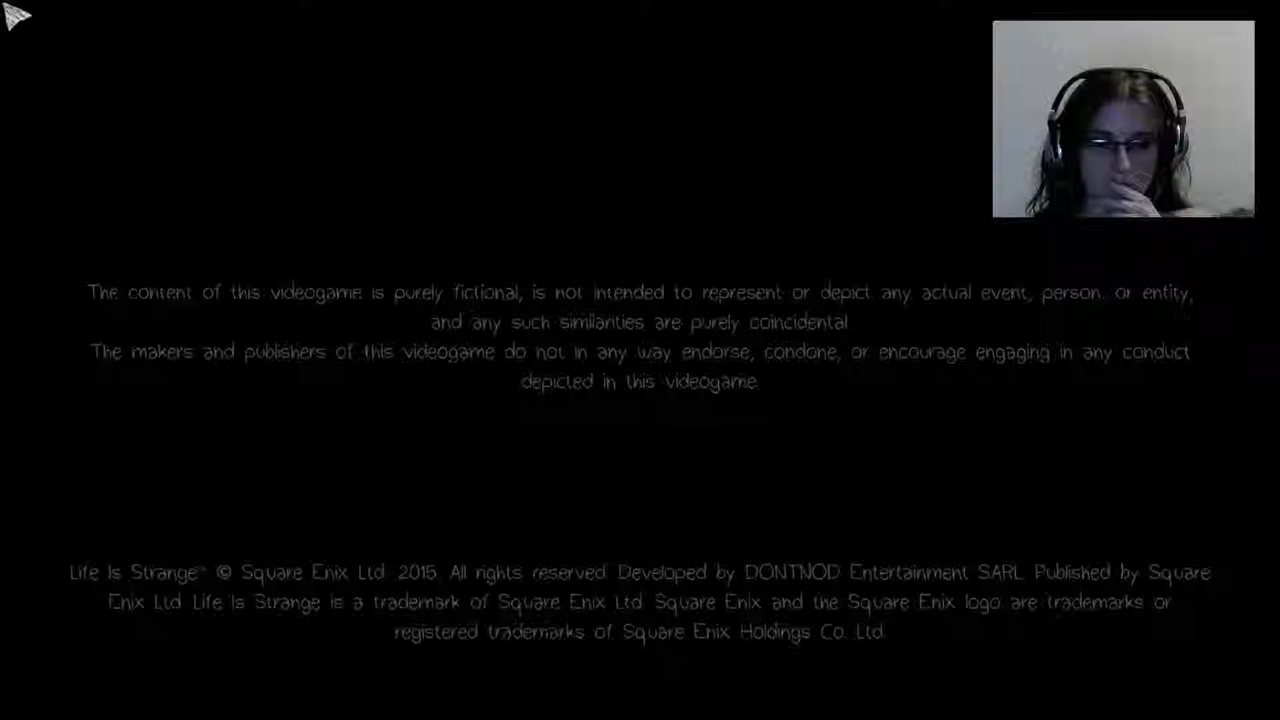 The content of this videogame is purely fictional, is not intended to represent or depict any actual event, person, or entity,
and any such similarities are purely coincidental
The makers and publishers of this videogame do not in any way endorse, condone, or encourage engaging in any conduct
depicted in this videogame.
Life Is Strange™ © Square Enix Ltd. 2015. All rights reserved. Developed by DONTNOD Entertainment SARL. Published by Square
Enix Ltd. Life Is Strange is a trademark of Square Enix Ltd. Square Enix and the Square Enix logo are trademarks or
registered trademarks of Square Enix Holdings Co. Ltd.